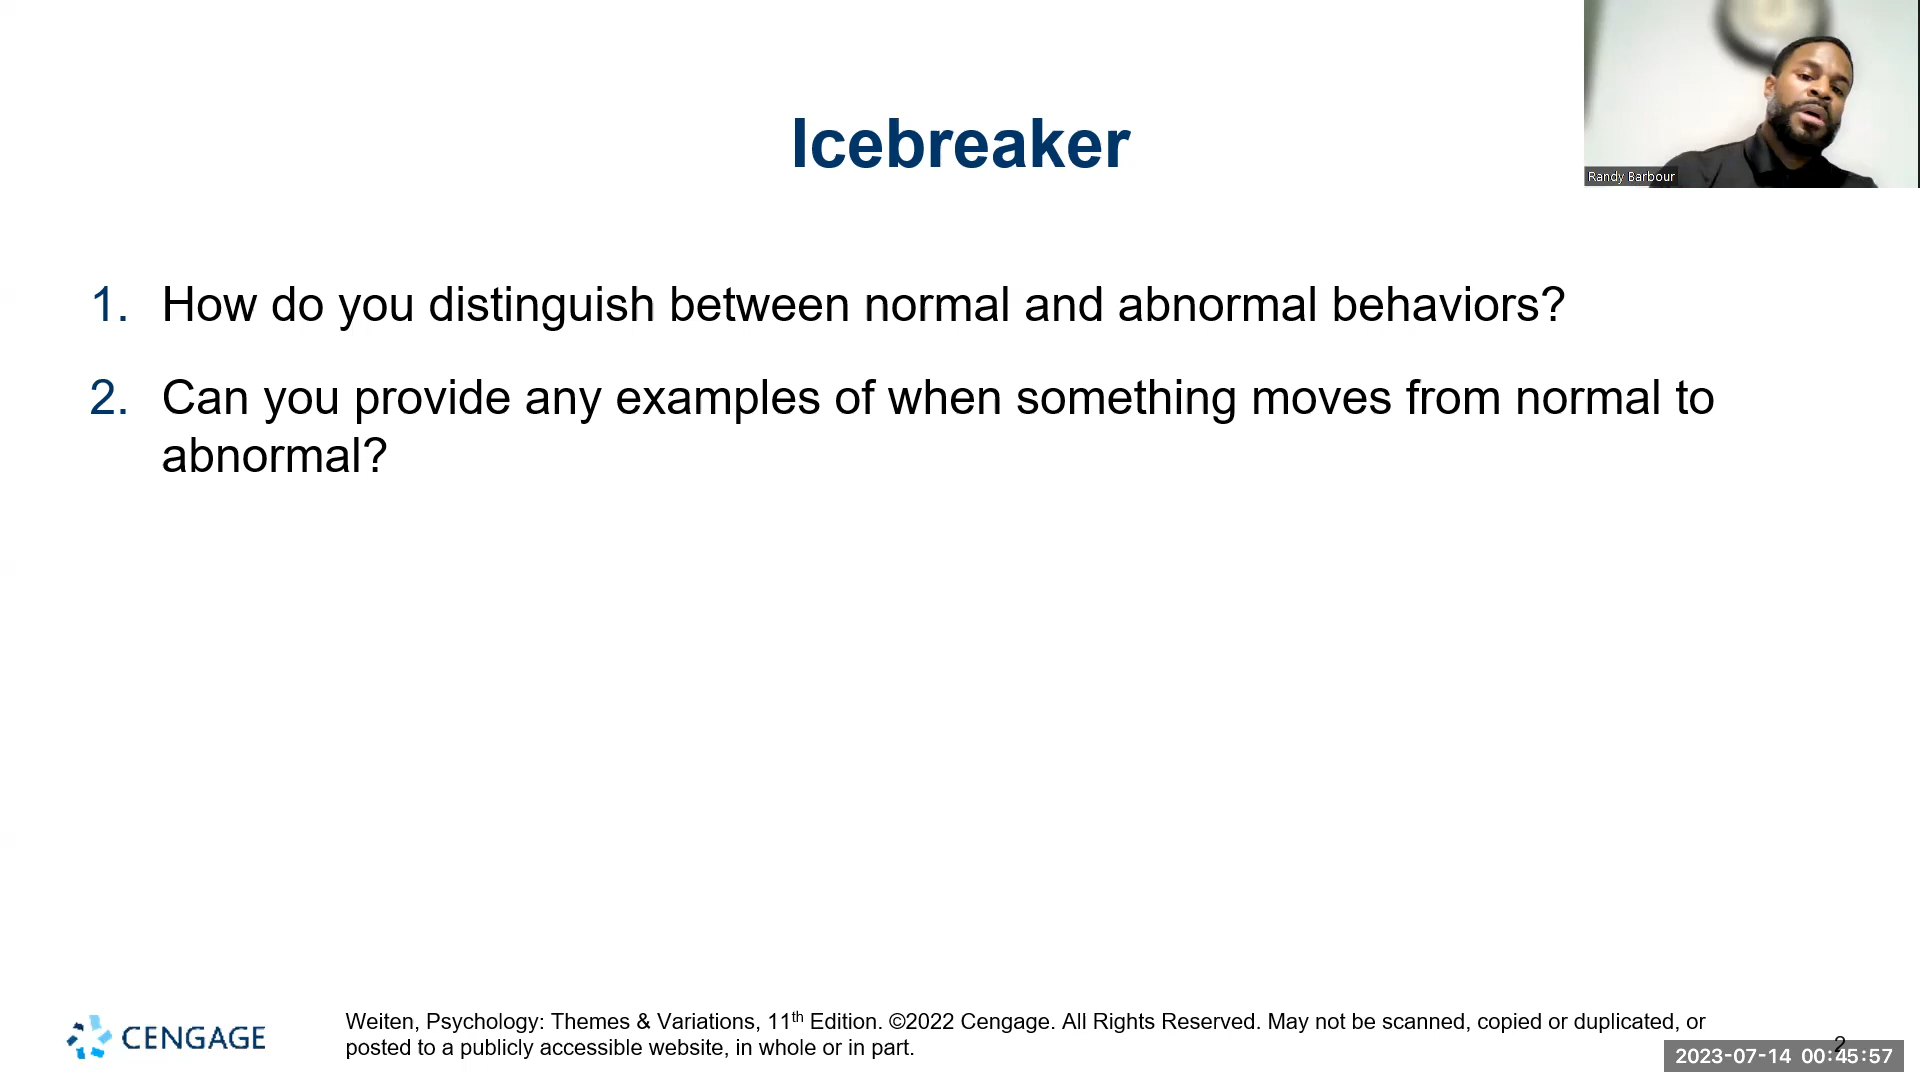 Icebreaker
Randy Barbour
1. How do you distinguish between normal and abnormal behaviors?
2. Can you provide any examples of when something moves from normal to
abnormal?
CENGAGE
Weiten, Psychology: Themes & Variations, 11th Edition. ©2022 Cengage. All Rights Reserved. May not be scanned, copied or duplicated, or
posted to a publicly accessible website, in whole or in part.
2
2023-07-14 00:45:57